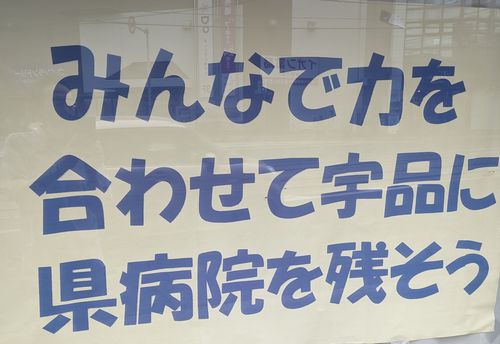 みんなで力を
合わせて宇品に
県病院を残そう